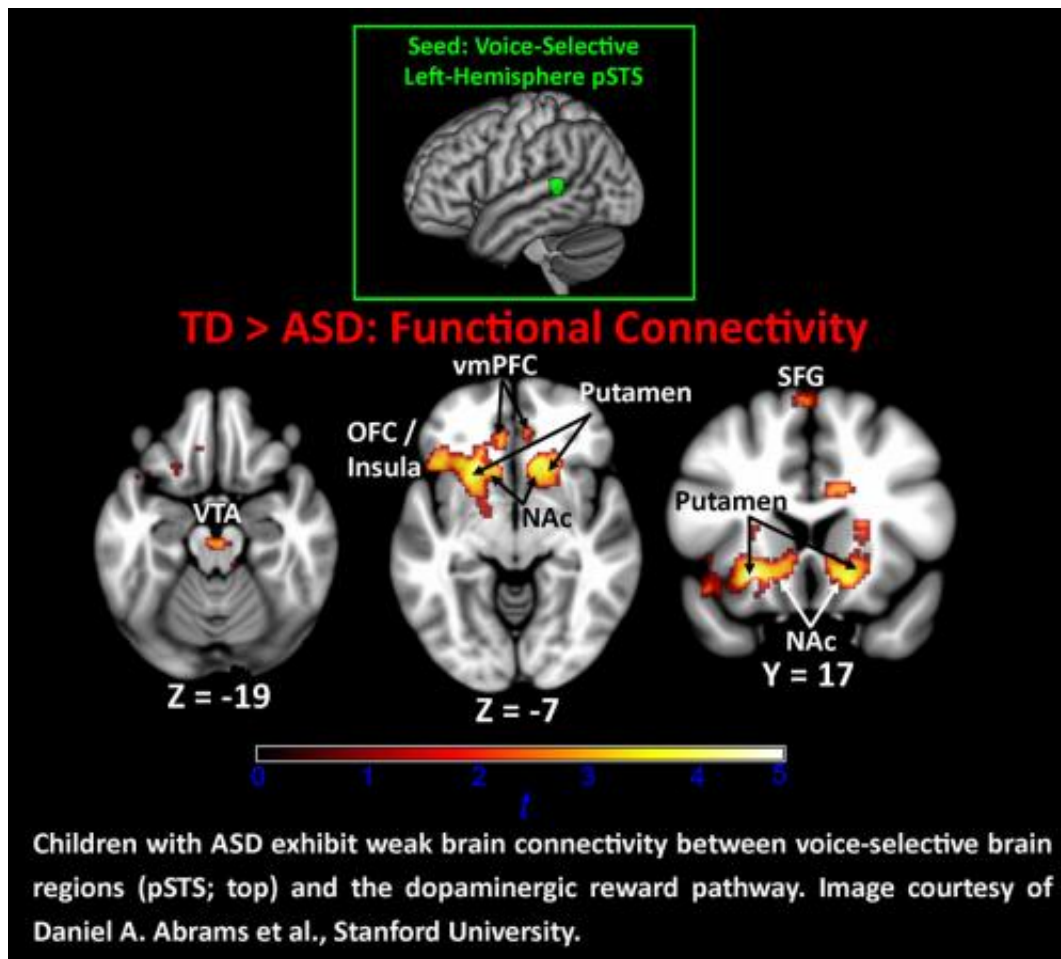 Seed: Voice-Selective
Left-Hemisphere pSTS
TD > ASD: Functional Connectivity
vmPFC
Putamen
SFG
OFC /
Insula
VTA
NAc
Putamen
NAc
Z = -19
Z = -7
Y = 17
0 1 2 3 4 5
t
Children with ASD exhibit weak brain connectivity between voice-selective brain
regions (pSTS; top) and the dopaminergic reward pathway. Image courtesy of
Daniel A. Abrams et al., Stanford University.